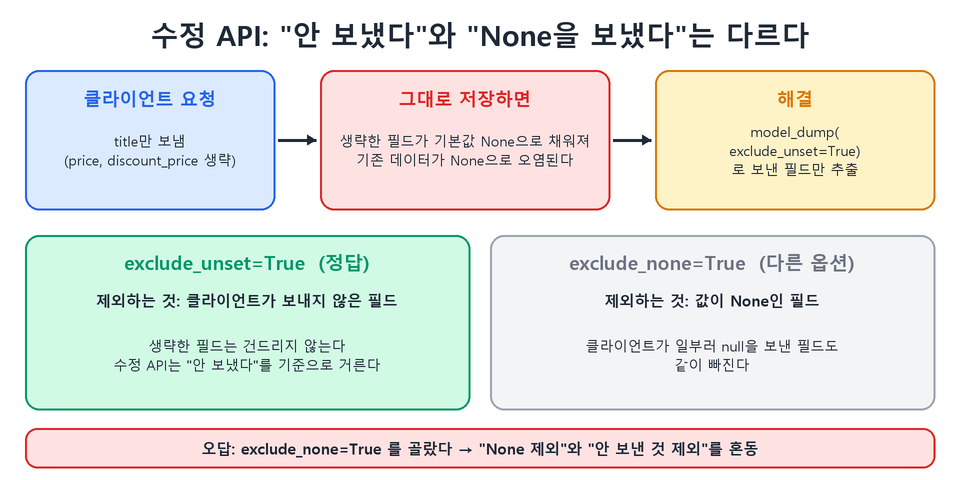 수정 API: "안 보냈다"와 "None을 보냈다"는 다르다
클라이언트 요청
title만 보냄
(price, discount_price 생략)
그대로 저장하면
생략한 필드가 기본값 None으로 채워져
기존 데이터가 None으로 오염된다
해결
model_dump(
exclude_unset=True)
로 보낸 필드만 추출
exclude_unset=True (정답)
제외하는 것: 클라이언트가 보내지 않은 필드
생략한 필드는 건드리지 않는다
수정 API는 "안 보냈다"를 기준으로 거른다
exclude_none=True (다른 옵션)
제외하는 것: 값이 None인 필드
클라이언트가 일부러 null을 보낸 필드도
같이 빠진다
오답: exclude_none=True 를 골랐다 → "None 제외"와 "안 보낸 것 제외"를 혼동